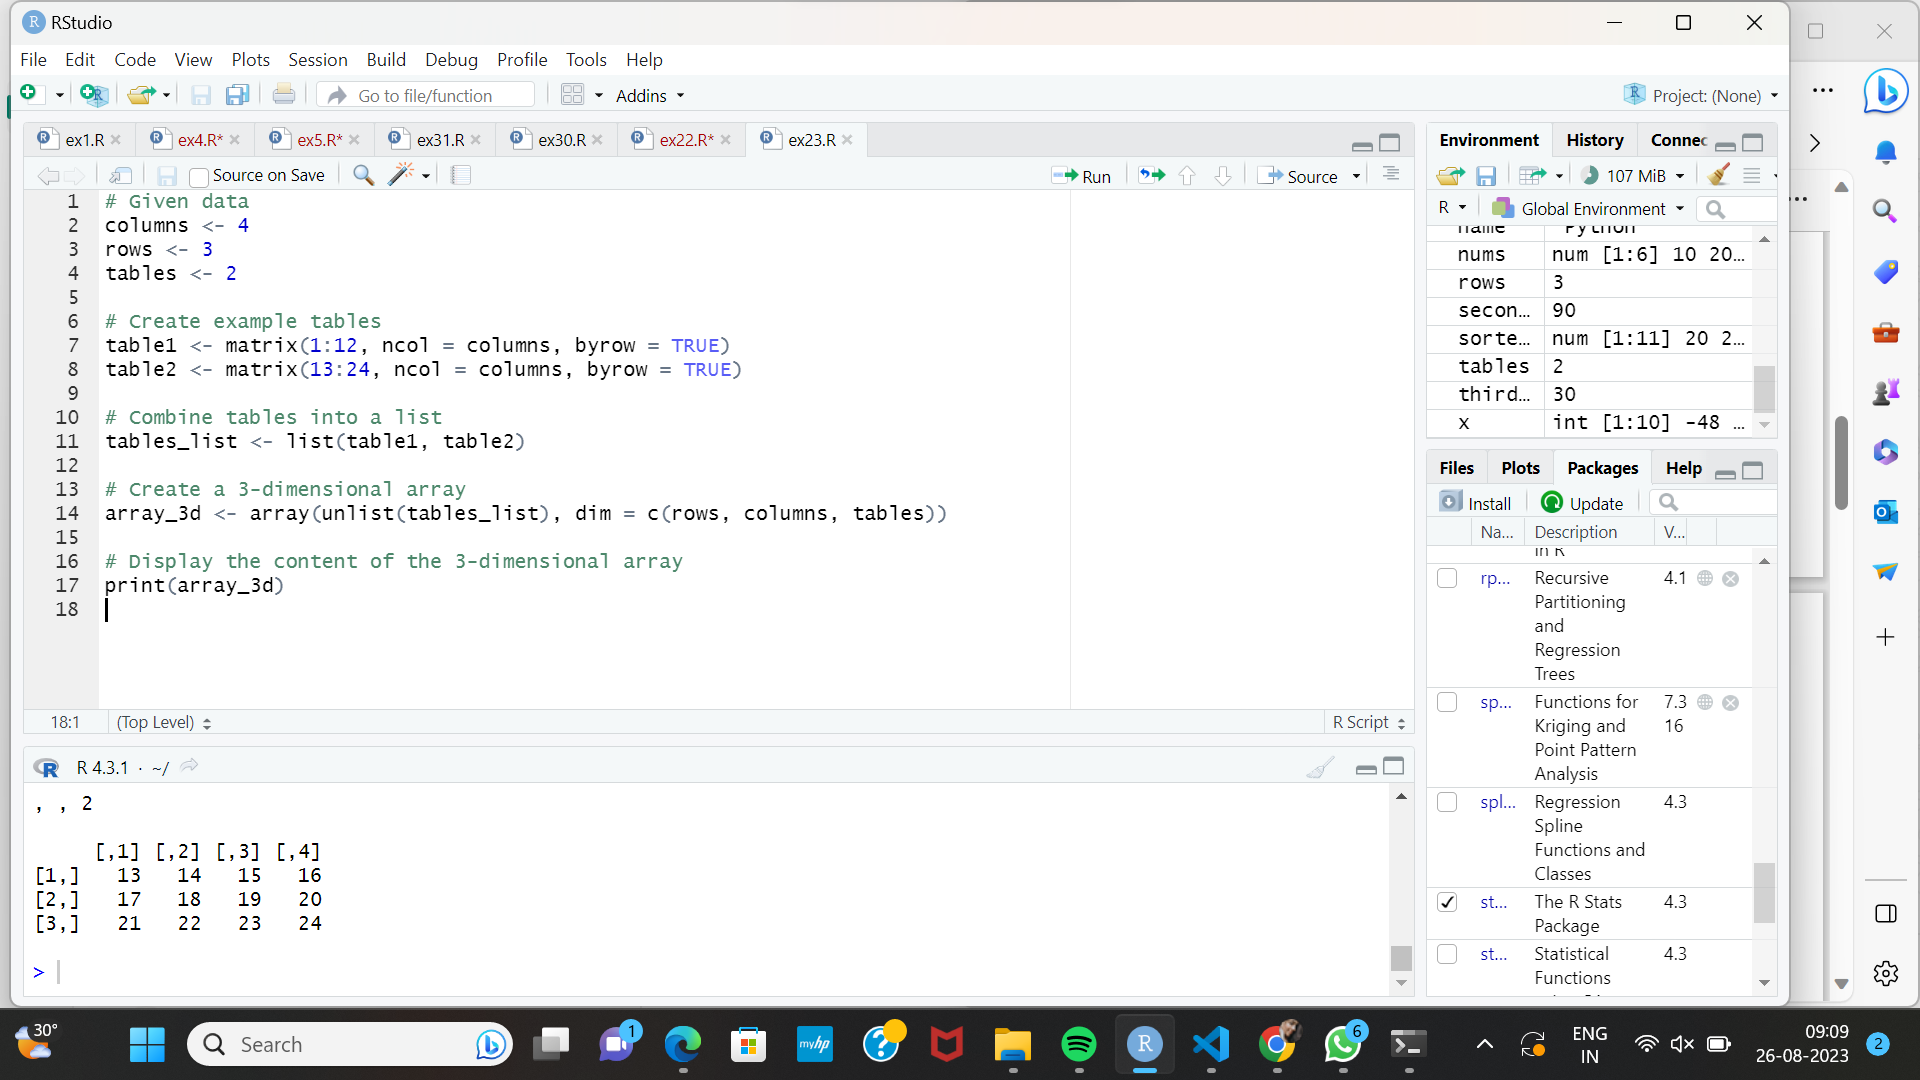 RStudio
File Edit Code View Plots Session Build Debug Profile Tools Help
Go to file/function Addins Project: (None)
ex1.R ex4.R* ex5.R* ex31.R ex30.R ex22.R* ex23.R
Source on Save Run Source
1 # Given data
2 columns <- 4
3 rows <- 3
4 tables <- 2
5
6 # Create example tables
7 table1 <- matrix(1:12, ncol = columns, byrow = TRUE)
8 table2 <- matrix(13:24, ncol = columns, byrow = TRUE)
9
10 # Combine tables into a list
11 tables_list <- list(table1, table2)
12
13 # Create a 3-dimensional array
14 array_3d <- array(unlist(tables_list), dim = c(rows, columns, tables))
15
16 # Display the content of the 3-dimensional array
17 print(array_3d)
18
18:1 (Top Level) R Script
R 4.3.1 · ~/
, , 2
[,1] [,2] [,3] [,4]
[1,] 13 14 15 16
[2,] 17 18 19 20
[3,] 21 22 23 24
>
Environment History Connec
107 MiB
R Global Environment
name "Python"
nums num [1:6] 10 20…
rows 3
secon… 90
sorte… num [1:11] 20 2…
tables 2
third… 30
x int [1:10] -48 …
Files Plots Packages Help
Install Update
Na... Description V...
in R
rp... Recursive 4.1
Partitioning
and
Regression
Trees
sp... Functions for 7.3
Kriging and 16
Point Pattern
Analysis
spl... Regression 4.3
Spline
Functions and
Classes
st... The R Stats 4.3
Package
st... Statistical 4.3
Functions
30°
Search
1
myhp
6
ENG
IN
09:09
26-08-2023
2